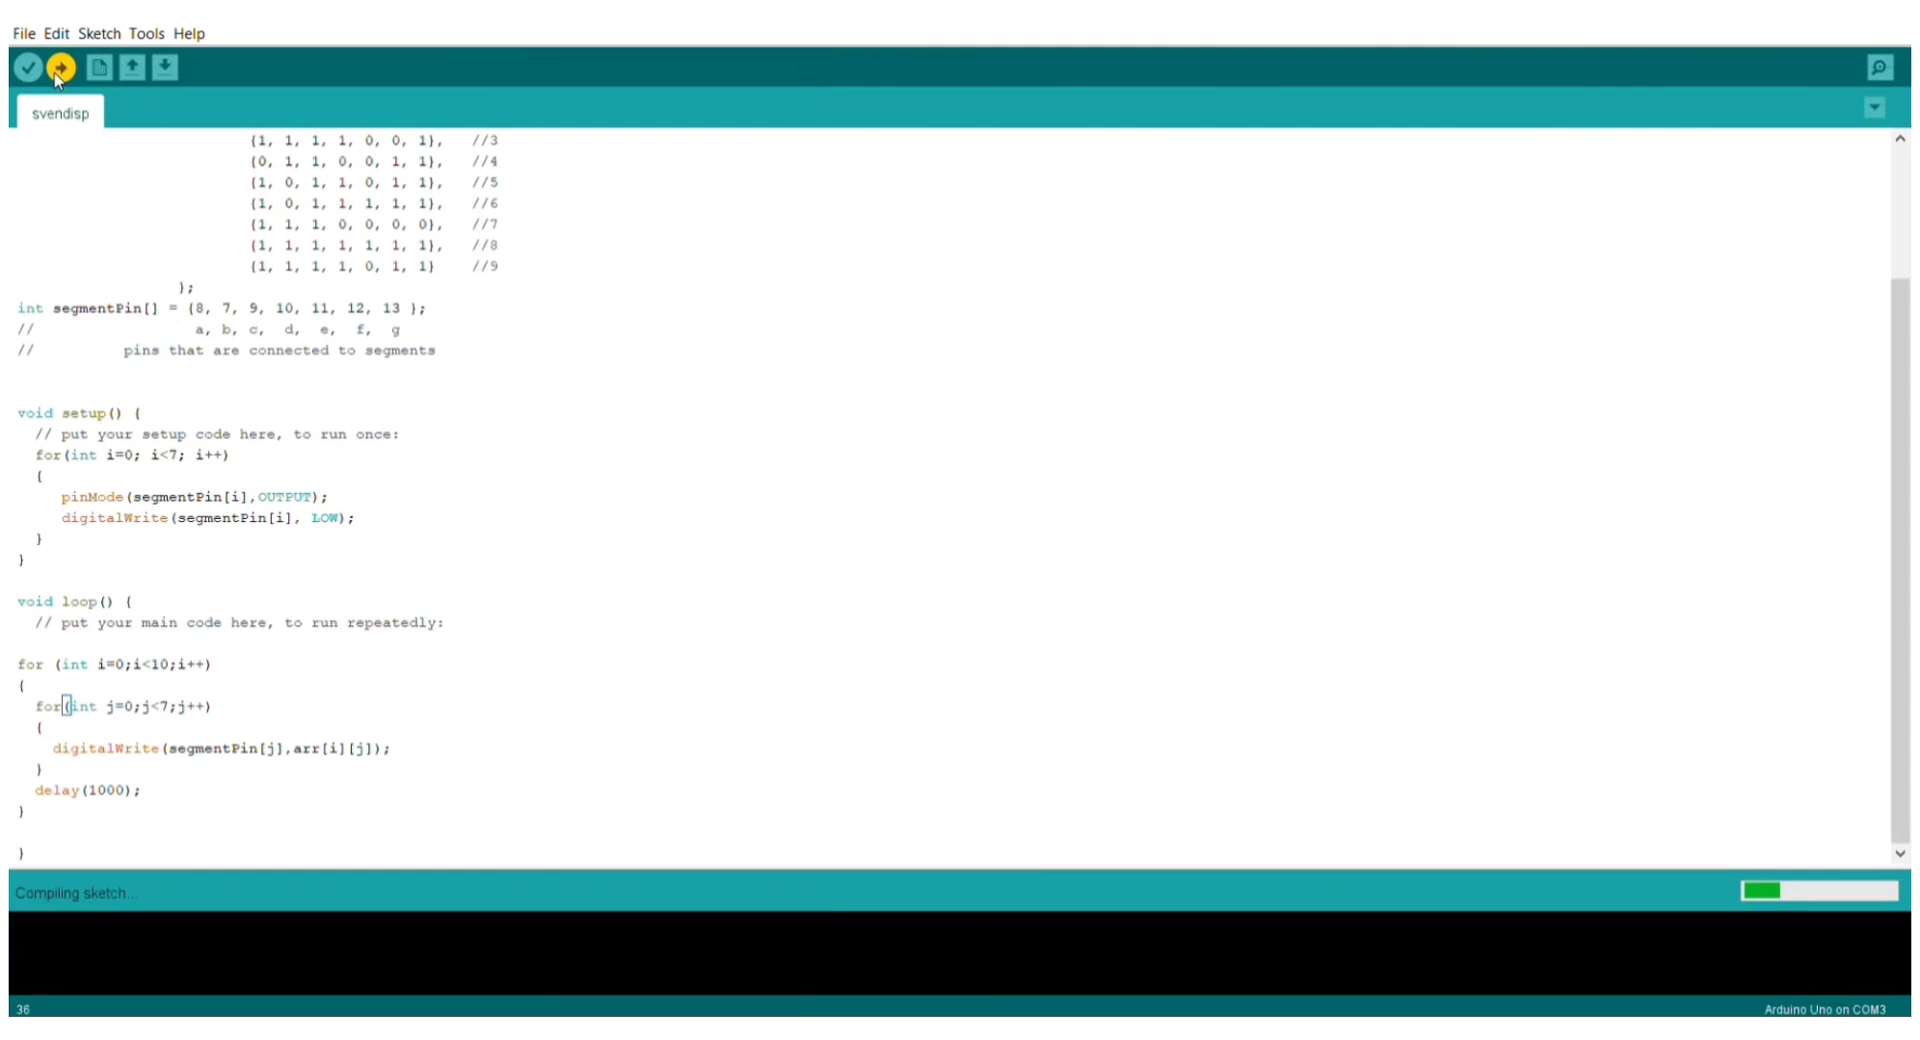 File Edit Sketch Tools Help
svendisp
{1, 1, 1, 1, 0, 0, 1}, //3
{0, 1, 1, 0, 0, 1, 1}, //4
{1, 0, 1, 1, 0, 1, 1}, //5
{1, 0, 1, 1, 1, 1, 1}, //6
{1, 1, 1, 0, 0, 0, 0}, //7
{1, 1, 1, 1, 1, 1, 1}, //8
{1, 1, 1, 1, 0, 1, 1} //9
};
int segmentPin[] = {8, 7, 9, 10, 11, 12, 13 };
// a, b, c, d, e, f, g
// pins that are connected to segments
void setup() {
// put your setup code here, to run once:
for(int i=0; i<7; i++)
{
pinMode(segmentPin[i],OUTPUT);
digitalWrite(segmentPin[i], LOW);
}
}
void loop() {
// put your main code here, to run repeatedly:
for (int i=0;i<10;i++)
{
for(int j=0;j<7;j++)
{
digitalWrite(segmentPin[j],arr[i][j]);
}
delay(1000);
}
}
Compiling sketch...
36
Arduino Uno on COM3